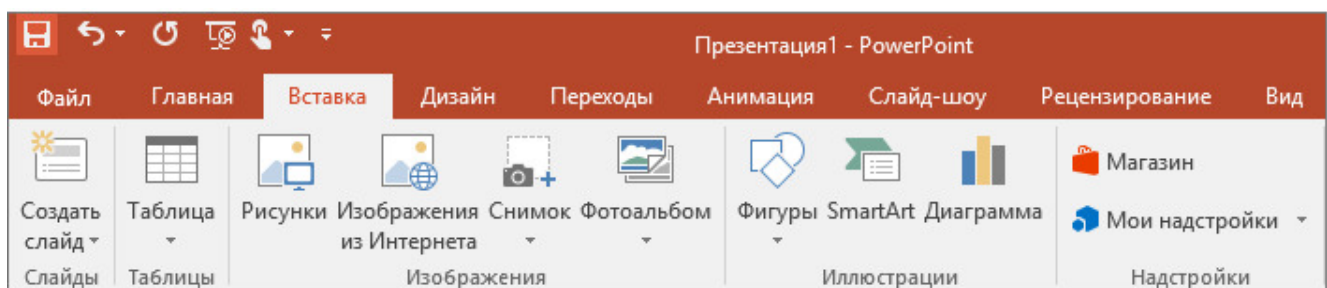 Презентация1 - PowerPoint
Файл Главная Вставка Дизайн Переходы Анимация Слайд-шоу Рецензирование Вид
Магазин
Создать Таблица Рисунки Изображения Снимок Фотоальбом Фигуры SmartArt Диаграмма
Мои надстройки
слайд из Интернета
Слайды Таблицы Изображения Иллюстрации Надстройки